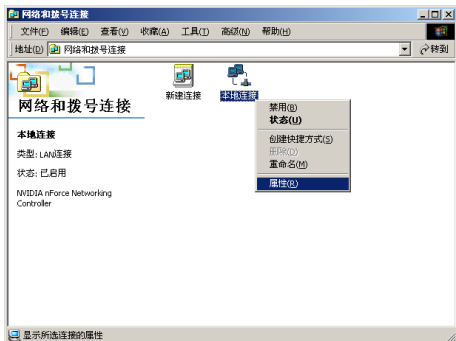 网络和拨号连接
文件(F) 编辑(E) 查看(V) 收藏(A) 工具(T) 高级(N) 帮助(H)
地址(D) 网络和拨号连接 转到
网络和拨号连接
本地连接
类型: LAN连接
状态: 已启用
NVIDIA nForce Networking
Controller
新建连接
本地连接
禁用(B)
状态(U)
创建快捷方式(S)
删除(D)
重命名(M)
属性(R)
显示所选连接的属性